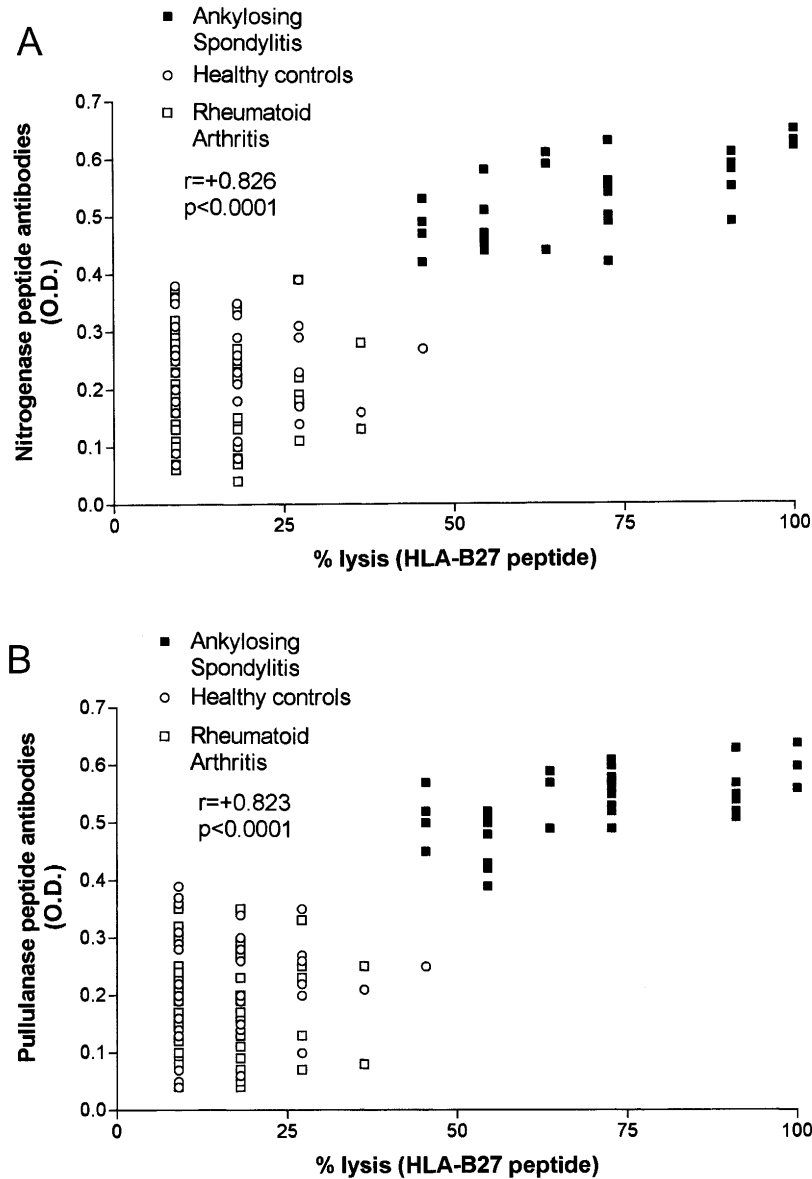 A
Ankylosing
Spondylitis
Healthy controls
Rheumatoid
Arthritis
r=+0.826
p<0.0001
Nitrogenase peptide antibodies
(O.D.)
0.7
0.6
0.5
0.4
0.3
0.2
0.1
0.0
0 25 50 75 100
% lysis (HLA-B27 peptide)
B
Ankylosing
Spondylitis
Healthy controls
Rheumatoid
Arthritis
r=+0.823
p<0.0001
Pullulanase peptide antibodies
(O.D.)
0.7
0.6
0.5
0.4
0.3
0.2
0.1
0.0
0 25 50 75 100
% lysis (HLA-B27 peptide)